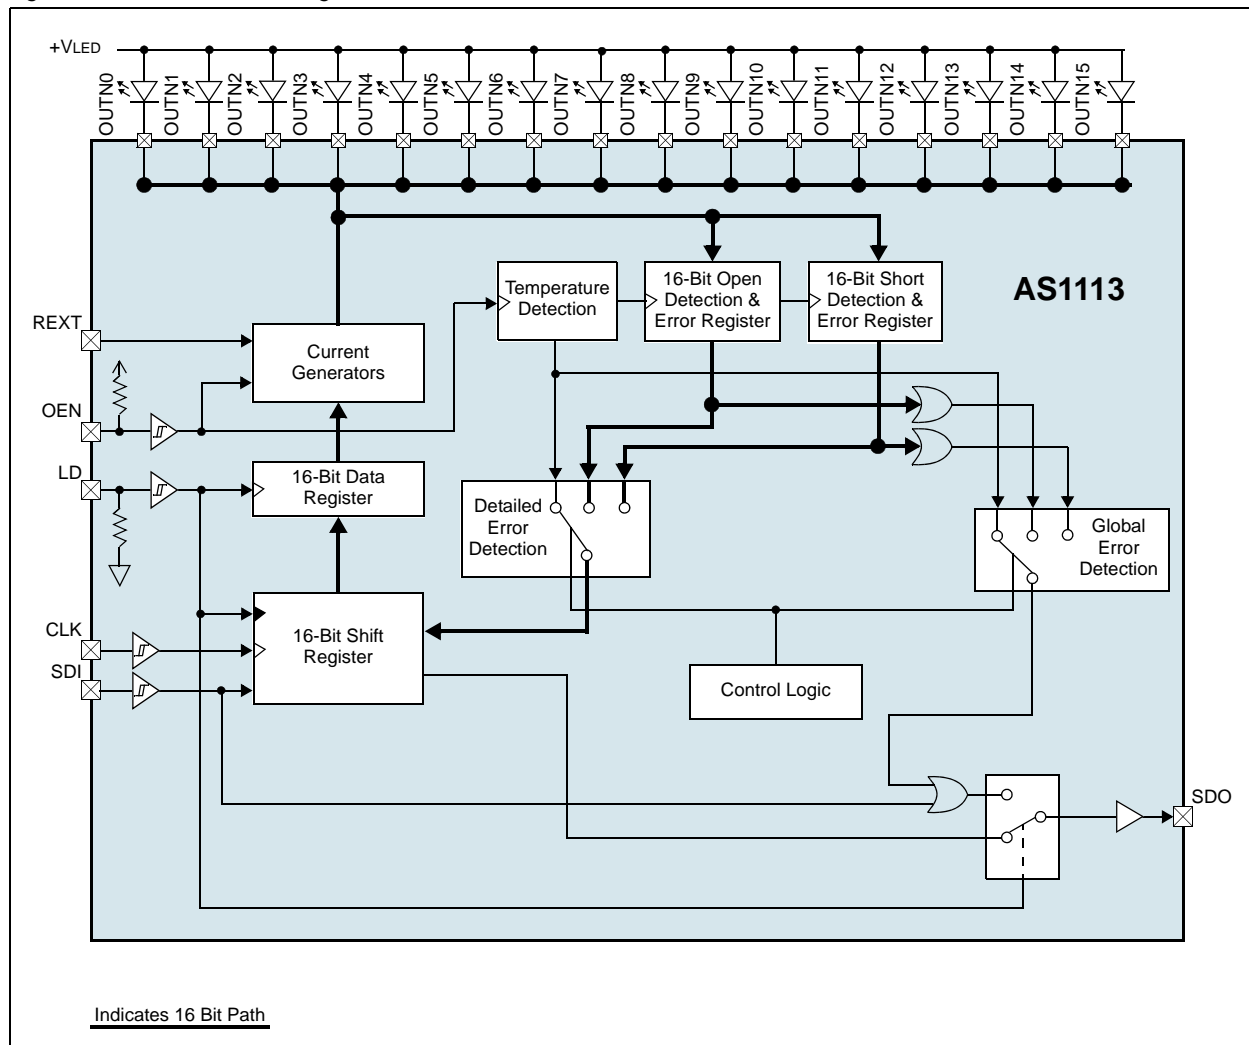 +VLED
OUTN0
OUTN1
OUTN2
OUTN3
OUTN4
OUTN5
OUTN6
OUTN7
OUTN8
OUTN9
OUTN10
OUTN11
OUTN12
OUTN13
OUTN14
OUTN15
AS1113
Temperature
Detection
16-Bit Open
Detection &
Error Register
16-Bit Short
Detection &
Error Register
REXT
Current
Generators
OEN
LD
16-Bit Data
Register
Detailed
Error
Detection
Global
Error
Detection
CLK
SDI
16-Bit Shift
Register
Control Logic
SDO
Indicates 16 Bit Path